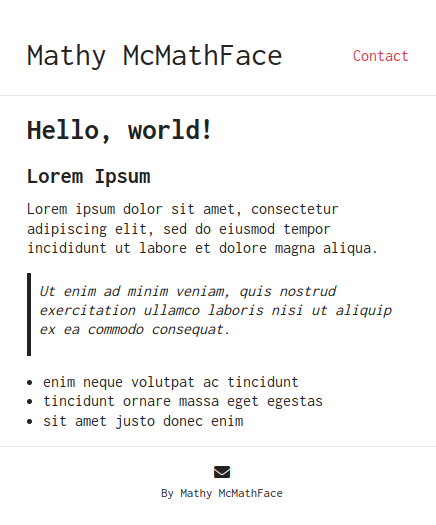 Mathy McMathFace
Contact
Hello, world!
Lorem Ipsum
Lorem ipsum dolor sit amet, consectetur
adipiscing elit, sed do eiusmod tempor
incididunt ut labore et dolore magna aliqua.
Ut enim ad minim veniam, quis nostrud
exercitation ullamco laboris nisi ut aliquip
ex ea commodo consequat.
• enim neque volutpat ac tincidunt
• tincidunt ornare massa eget egestas
• sit amet justo donec enim
By Mathy McMathFace